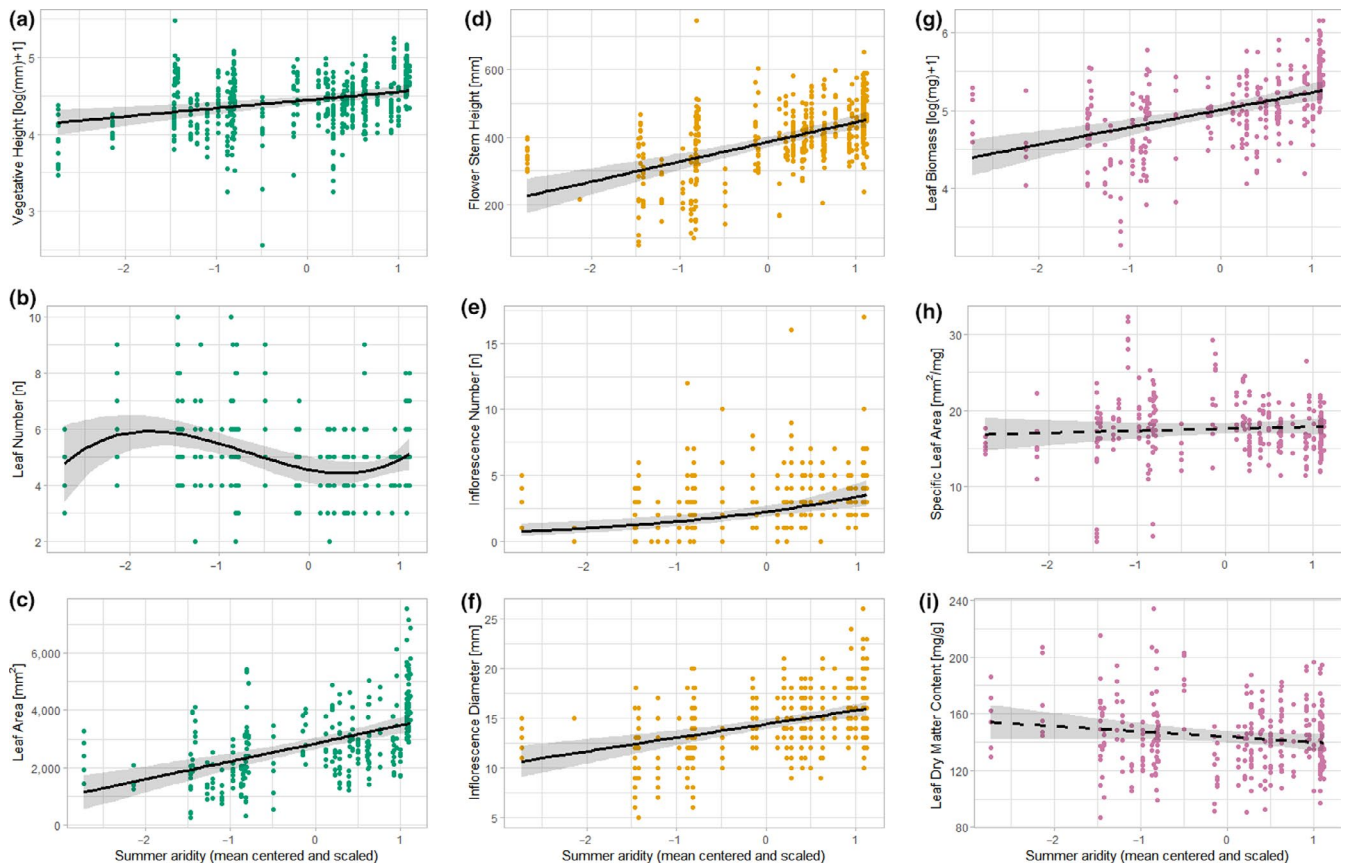 (a)
Vegetative Height [log(mm)+1)
5
4
3
−2 −1 0 1
(b)
Leaf Number [n]
10
8
6
4
2
−2 −1 0 1
(c)
Leaf Area [mm²]
6,000
4,000
2,000
0
−2 −1 0 1
Summer aridity (mean centered and scaled)
(d)
Flower Stem Height [mm]
600
400
200
−2 −1 0 1
(e)
Inflorescence Number [n]
15
10
5
0
−2 −1 0 1
(f)
Inflorescence Diameter [mm]
25
20
15
10
5
−2 −1 0 1
Summer aridity (mean centered and scaled)
(g)
Leaf Biomass [log(mg)+1]
6
5
4
−2 −1 0 1
(h)
Specific Leaf Area [mm²/mg]
30
20
10
−2 −1 0 1
(i)
Leaf Dry Matter Content [mg/g]
240
200
160
120
80
−2 −1 0 1
Summer aridity (mean centered and scaled)